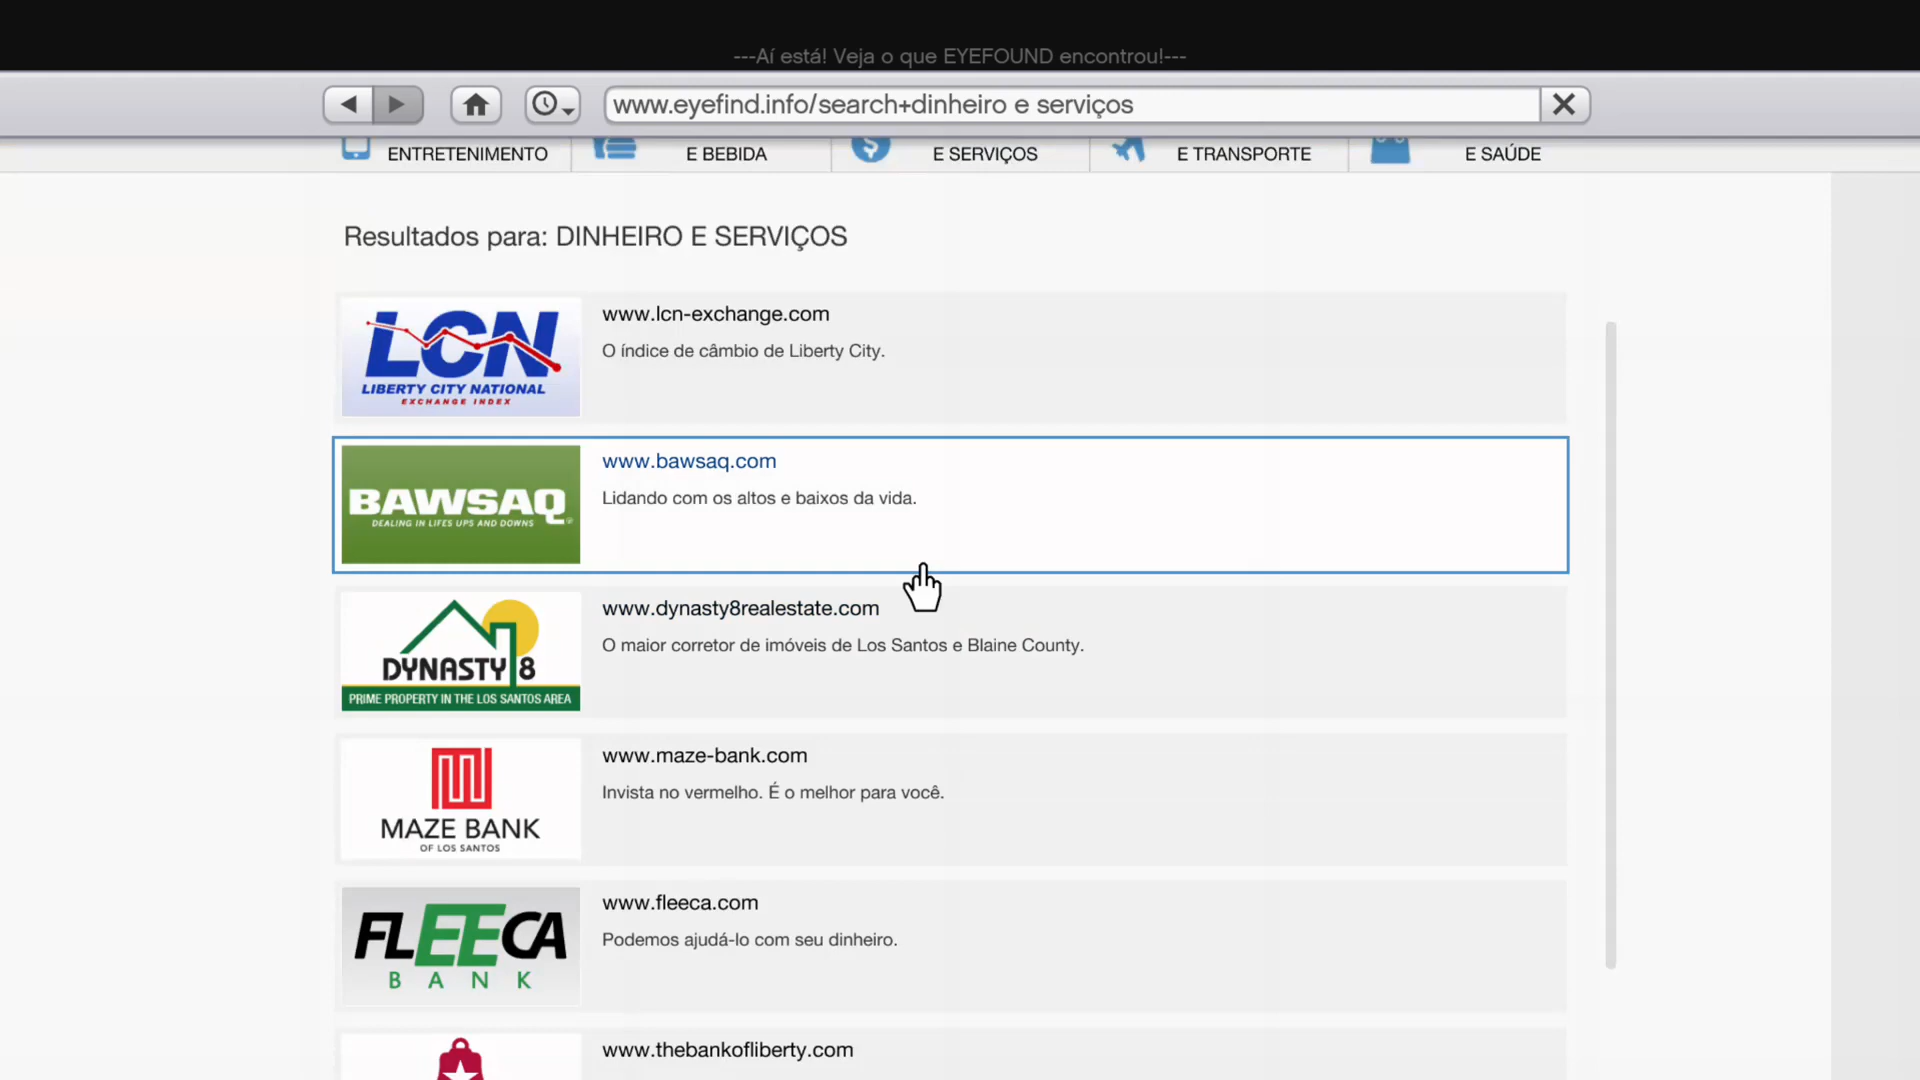 ---Aí está! Veja o que EYEFOUND encontrou!---
www.eyefind.info/search+dinheiro e serviços
ENTRETENIMENTO
E BEBIDA
E SERVIÇOS
E TRANSPORTE
E SAÚDE
Resultados para: DINHEIRO E SERVIÇOS
LCN
LIBERTY CITY NATIONAL
EXCHANGE INDEX
www.lcn-exchange.com
O índice de câmbio de Liberty City.
BAWSAQ
DEALING IN LIFES UPS AND DOWNS
www.bawsaq.com
Lidando com os altos e baixos da vida.
DYNASTY 8
PRIME PROPERTY IN THE LOS SANTOS AREA
www.dynasty8realestate.com
O maior corretor de imóveis de Los Santos e Blaine County.
MAZE BANK
OF LOS SANTOS
www.maze-bank.com
Invista no vermelho. É o melhor para você.
FLEECA
BANK
www.fleeca.com
Podemos ajudá-lo com seu dinheiro.
www.thebankofliberty.com